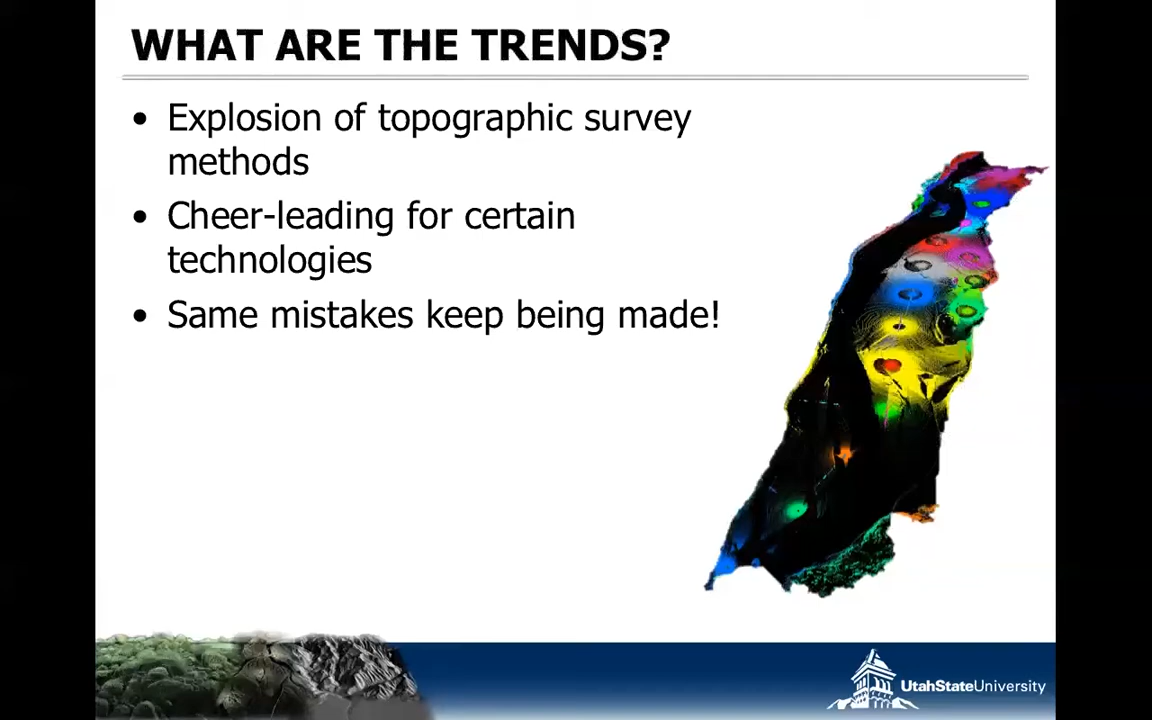 WHAT ARE THE TRENDS?
• Explosion of topographic survey
methods
• Cheer-leading for certain
technologies
• Same mistakes keep being made!
UtahStateUniversity